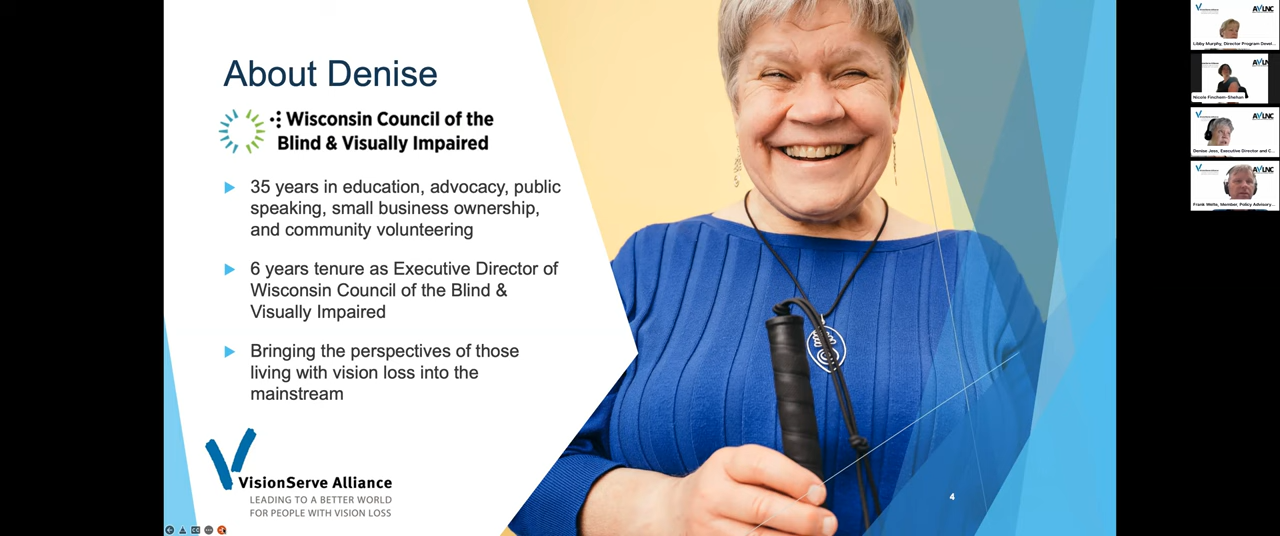 About Denise
Wisconsin Council of the
Blind & Visually Impaired
35 years in education, advocacy, public
speaking, small business ownership,
and community volunteering
6 years tenure as Executive Director of
Wisconsin Council of the Blind &
Visually Impaired
Bringing the perspectives of those
living with vision loss into the
mainstream
VisionServe Alliance
LEADING TO A BETTER WORLD
FOR PEOPLE WITH VISION LOSS
4
Libby Murphy, Director Program Devel...
Nicole Fincham-Shehan
Denise Jess, Executive Director and C...
Frank Welte, Member, Policy Advisory...